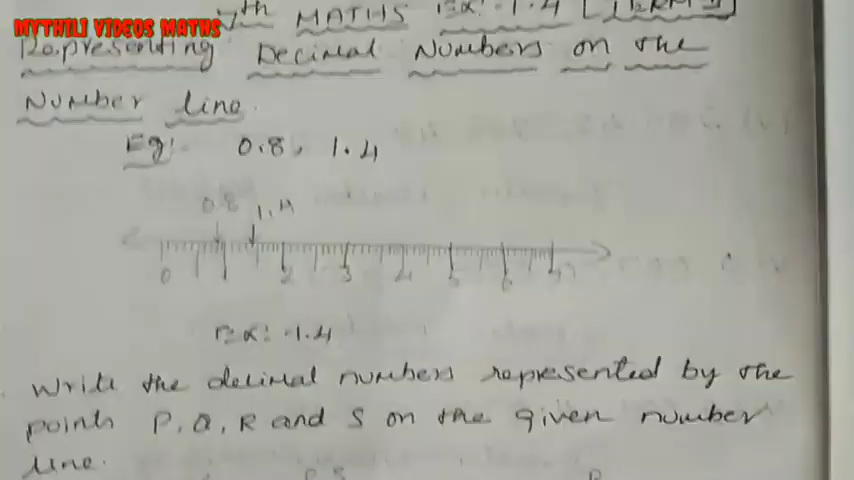 MYTHILI VIDEOS MATHS
7th MATHS Ex: 1.4 [TERM
Representing Decimal Numbers on the
Number line.
Eg: 0.8, 1.4
0.8 1.4
0 2 3 4 5 6
Ex: 1.4
Write the decimal numbers represented by the
points P, Q, R and S on the given number
line.